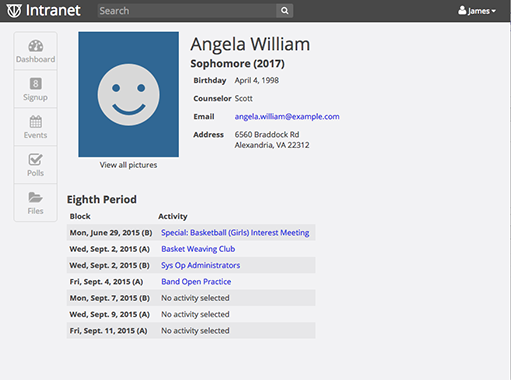 Intranet
Search
James
Dashboard
8
Signup
Events
Polls
Files
View all pictures
Angela William
Sophomore (2017)
Birthday April 4, 1998
Counselor Scott
Email angela.william@example.com
Address 6560 Braddock Rd
Alexandria, VA 22312
Eighth Period
Block Activity
Mon, June 29, 2015 (B) Special: Basketball (Girls) Interest Meeting
Wed, Sept. 2, 2015 (A) Basket Weaving Club
Wed, Sept. 2, 2015 (B) Sys Op Administrators
Fri, Sept. 4, 2015 (A) Band Open Practice
Mon, Sept. 7, 2015 (B) No activity selected
Wed, Sept. 9, 2015 (A) No activity selected
Fri, Sept. 11, 2015 (A) No activity selected